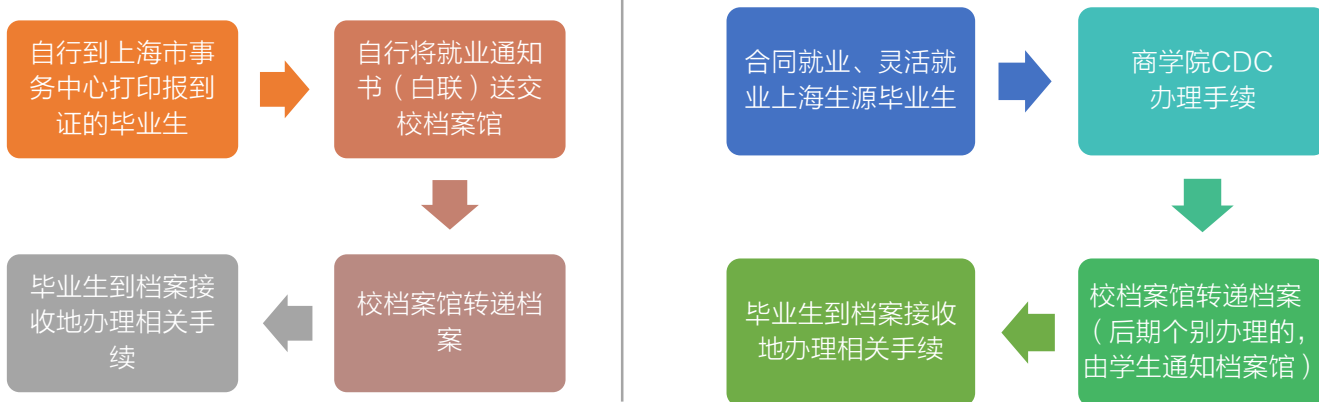 自行到上海市事
务中心打印报到
证的毕业生
自行将就业通知
书（白联）送交
校档案馆
校档案馆转递档
案
毕业生到档案接
收地办理相关手
续
合同就业、灵活就
业上海生源毕业生
商学院CDC
办理手续
校档案馆转递档案
（后期个别办理的，
由学生通知档案馆）
毕业生到档案接收
地办理相关手续